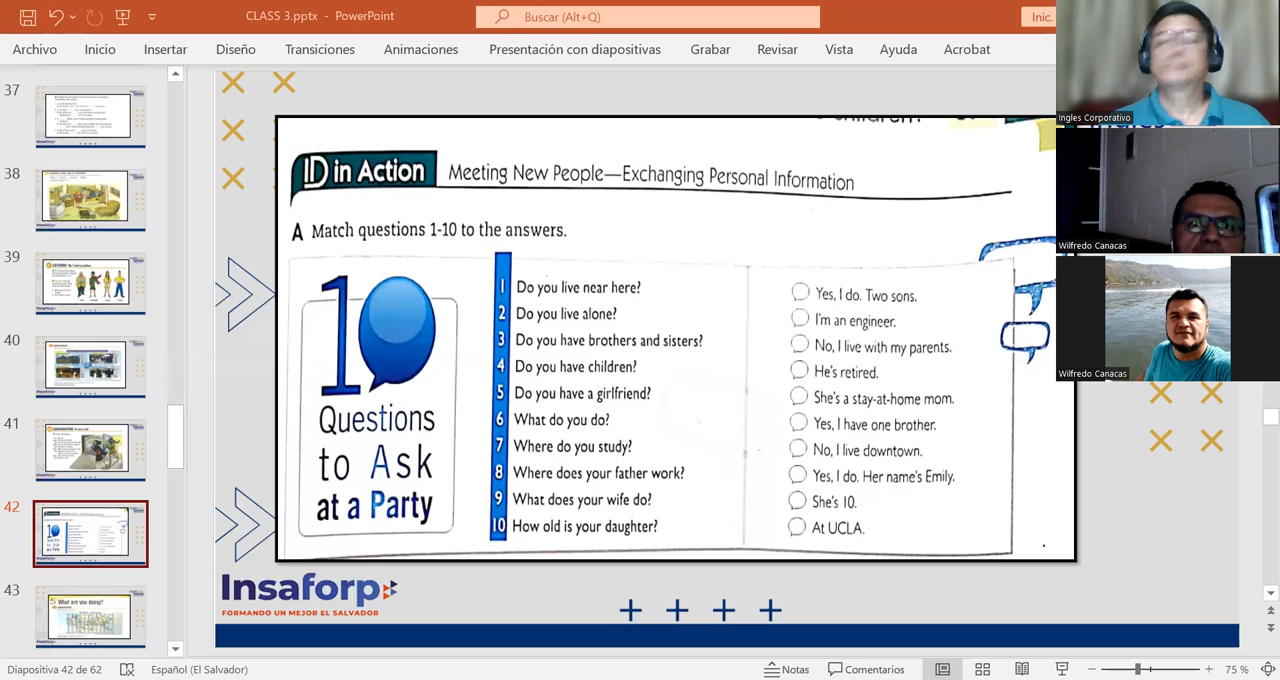 CLASS 3.pptx - PowerPoint
Buscar (Alt+Q)
Inic.
Archivo Inicio Insertar Diseño Transiciones Animaciones Presentación con diapositivas Grabar Revisar Vista Ayuda Acrobat
37
38
39
40
41
42
43
What are you doing?
ID in Action Meeting New People—Exchanging Personal Information
A Match questions 1-10 to the answers.
10
Questions
to Ask
at a Party
1 Do you live near here?
2 Do you live alone?
3 Do you have brothers and sisters?
4 Do you have children?
5 Do you have a girlfriend?
6 What do you do?
7 Where do you study?
8 Where does your father work?
9 What does your wife do?
10 How old is your daughter?
Yes, I do. Two sons.
I'm an engineer.
No, I live with my parents.
He's retired.
She's a stay-at-home mom.
Yes, I have one brother.
No, I live downtown.
Yes, I do. Her name's Emily.
She's 10.
At UCLA.
Insaforp
FORMANDO UN MEJOR EL SALVADOR
Ingles Corporativo
Wilfredo Canacas
Wilfredo Canacas
Diapositiva 42 de 62 Español (El Salvador) Notas Comentarios 75 %